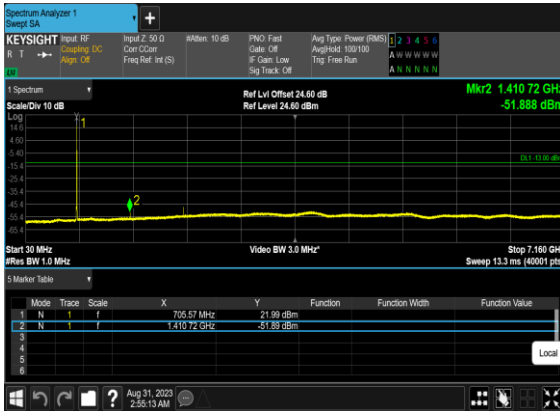 Spectrum Analyzer 1
Swept SA
+
KEYSIGHT Input: RF Input Z: 50 Ω #Atten: 10 dB PNO: Fast Avg Type: Power (RMS) 1 2 3 4 5 6
R T Coupling: DC Corr CCorr Gate: Off Avg|Hold: 100/100 A W W W W W
Align: Off Freq Ref: Int (S) IF Gain: Low Trig: Free Run
Sig Track: Off A N N N N N
1 Spectrum
Ref Lvl Offset 24.60 dB Mkr2 1.410 72 GHz
Scale/Div 10 dB Ref Level 24.60 dBm -51.888 dBm
Log
14.6 1
4.60
-5.40
DL1 -13.00 dBm
-15.4
-25.4
-35.4
-45.4 2
-55.4
-65.4
Start 30 MHz Video BW 3.0 MHz* Stop 7.160 GHz
#Res BW 1.0 MHz Sweep 13.3 ms (40001 pts)
5 Marker Table
Mode Trace Scale X Y Function Function Width Function Value
1 N 1 f 705.57 MHz 21.99 dBm
2 N 1 f 1.410 72 GHz -51.89 dBm
3
4
5
6
Local
? Aug 31, 2023
2:55:13 AM